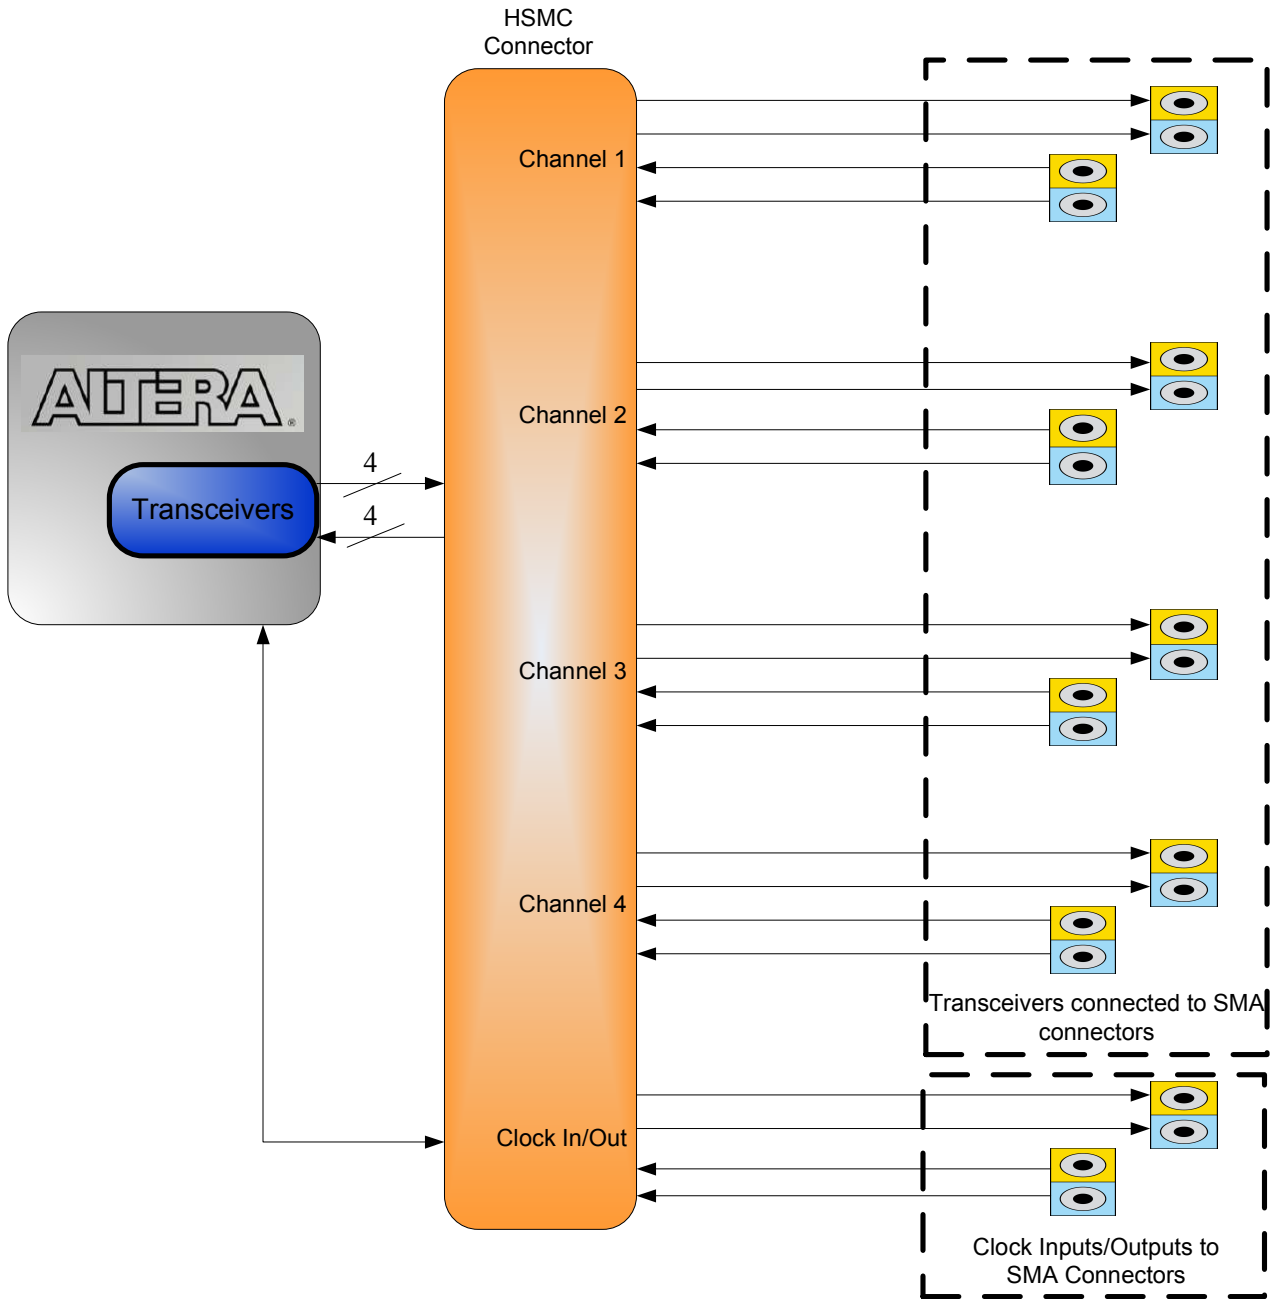 HSMC
Connector
Channel 1
ALTERA®
Channel 2
4
Transceivers
4
Channel 3
Channel 4
Transceivers connected to SMA
connectors
Clock In/Out
Clock Inputs/Outputs to
SMA Connectors